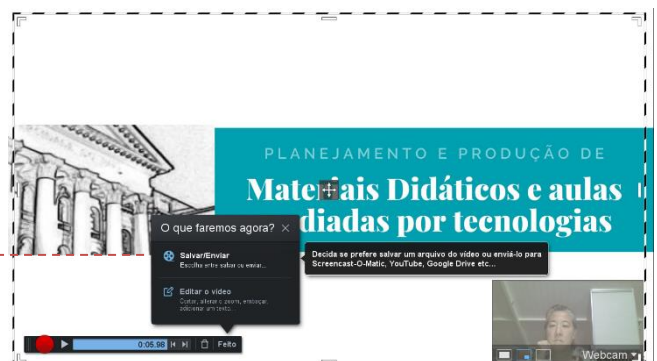 PLANEJAMENTO E PRODUÇÃO DE
Materiais Didáticos e aulas
diadas por tecnologias
O que faremos agora?
Salvar/Enviar
Escolha entre salvar ou enviar...
Decida se prefere salvar um arquivo do vídeo ou enviá-lo para
Screencast-O-Matic, YouTube, Google Drive etc...
Editar o vídeo
Cortar, alterar o zoom, embaçar,
adicionar um texto...
0:05.98
Feito
Webcam